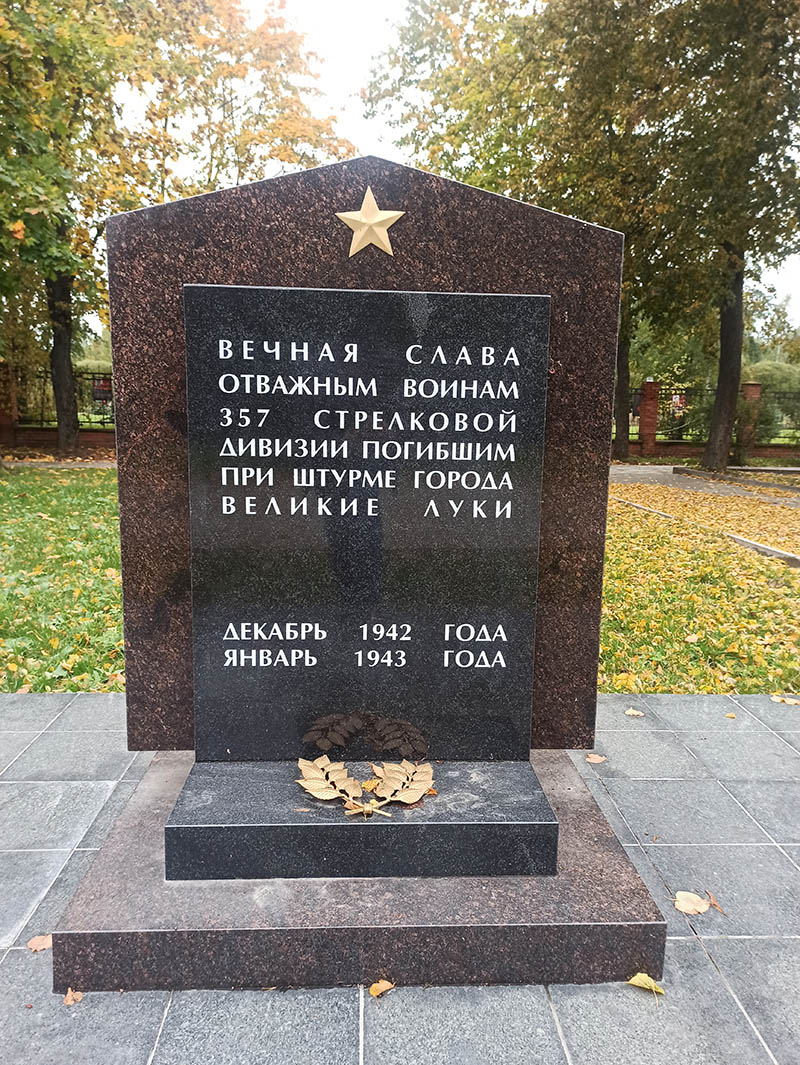 ВЕЧНАЯ СЛАВА
ОТВАЖНЫМ ВОИНАМ
357 СТРЕЛКОВОЙ
ДИВИЗИИ ПОГИБШИМ
ПРИ ШТУРМЕ ГОРОДА
ВЕЛИКИЕ ЛУКИ
ДЕКАБРЬ 1942 ГОДА
ЯНВАРЬ 1943 ГОДА